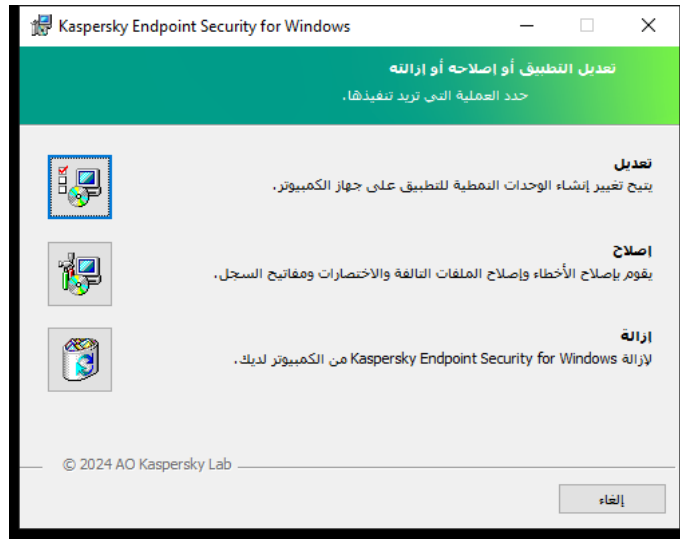 Kaspersky Endpoint Security for Windows
تعديل التطبيق أو إصلاحه أو إزالته
حدد العملية التي تريد تنفيذها.
تعديل
يتيح تغيير إنشاء الوحدات النمطية للتطبيق على جهاز الكمبيوتر.
إصلاح
يقوم بإصلاح الأخطاء وإصلاح الملفات التالفة والاختصارات ومفاتيح السجل.
إزالة
لإزالة Kaspersky Endpoint Security for Windows من الكمبيوتر لديك.
© 2024 AO Kaspersky Lab
إلغاء